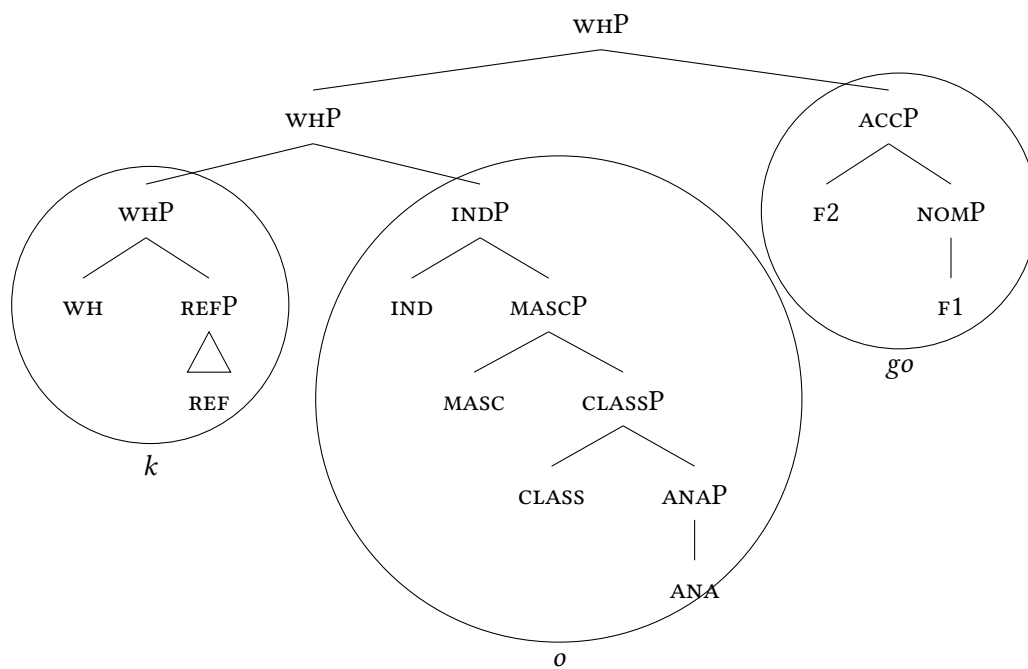 WHP
WHP ACCP
WHP INDP F2 NOMP
WH REFP IND MASCP F1
REF MASC CLASSP go
k CLASS ANAP
ANA
o